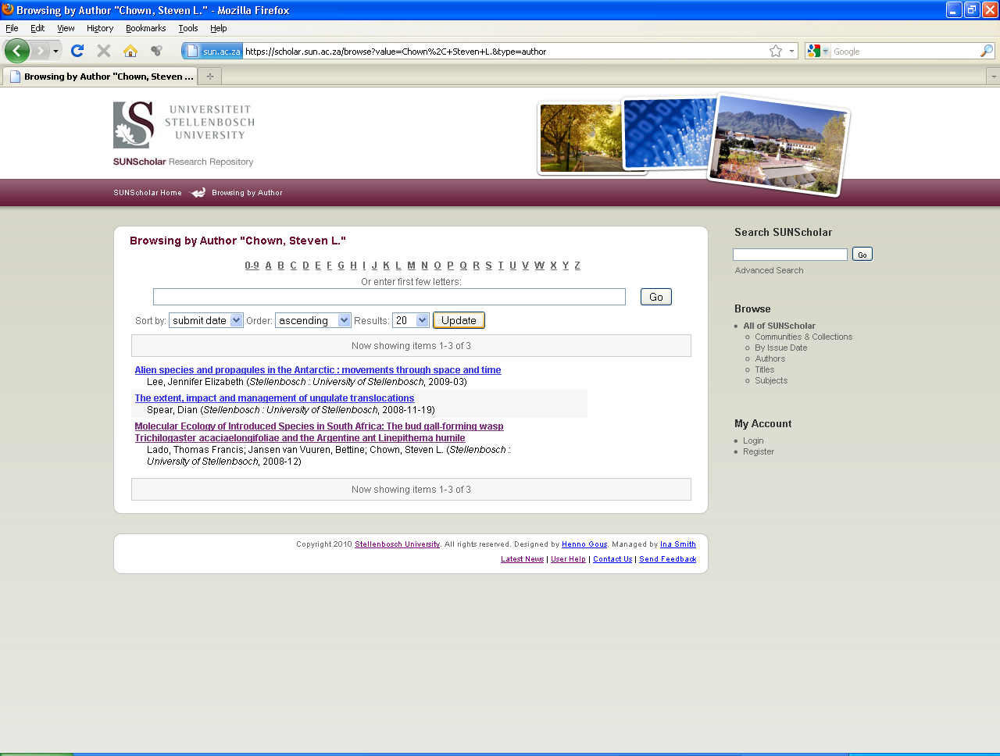 Browsing by Author "Chown, Steven L." - Mozilla Firefox
File Edit View History Bookmarks Tools Help
sun.ac.za https://scholar.sun.ac.za/browse?value=Chown%2C+Steven+L.&type=author Google
Browsing by Author "Chown, Steven ...
UNIVERSITEIT
STELLENBOSCH
UNIVERSITY
SUNScholar Research Repository
SUNScholar Home Browsing by Author
Browsing by Author "Chown, Steven L."
0-9 A B C D E F G H I J K L M N O P Q R S T U V W X Y Z
Or enter first few letters:
Go
Sort by: submit date Order: ascending Results: 20 Update
Now showing items 1-3 of 3
Alien species and propagules in the Antarctic : movements through space and time
Lee, Jennifer Elizabeth (Stellenbosch : University of Stellenbosch, 2009-03)
The extent, impact and management of ungulate translocations
Spear, Dian (Stellenbosch : University of Stellenbosch, 2008-11-19)
Molecular Ecology of Introduced Species in South Africa: The bud gall-forming wasp
Trichilogaster acaciaelongifoliae and the Argentine ant Linepithema humile
Lado, Thomas Francis; Jansen van Vuuren, Bettine; Chown, Steven L. (Stellenbosch :
University of Stellenbsoch, 2008-12)
Now showing items 1-3 of 3
Search SUNScholar
Go
Advanced Search
Browse
All of SUNScholar
Communities & Collections
By Issue Date
Authors
Titles
Subjects
My Account
Login
Register
Copyright 2010 Stellenbosch University. All rights reserved. Designed by Henno Gous. Managed by Ina Smith
Latest News | User Help | Contact Us | Send Feedback